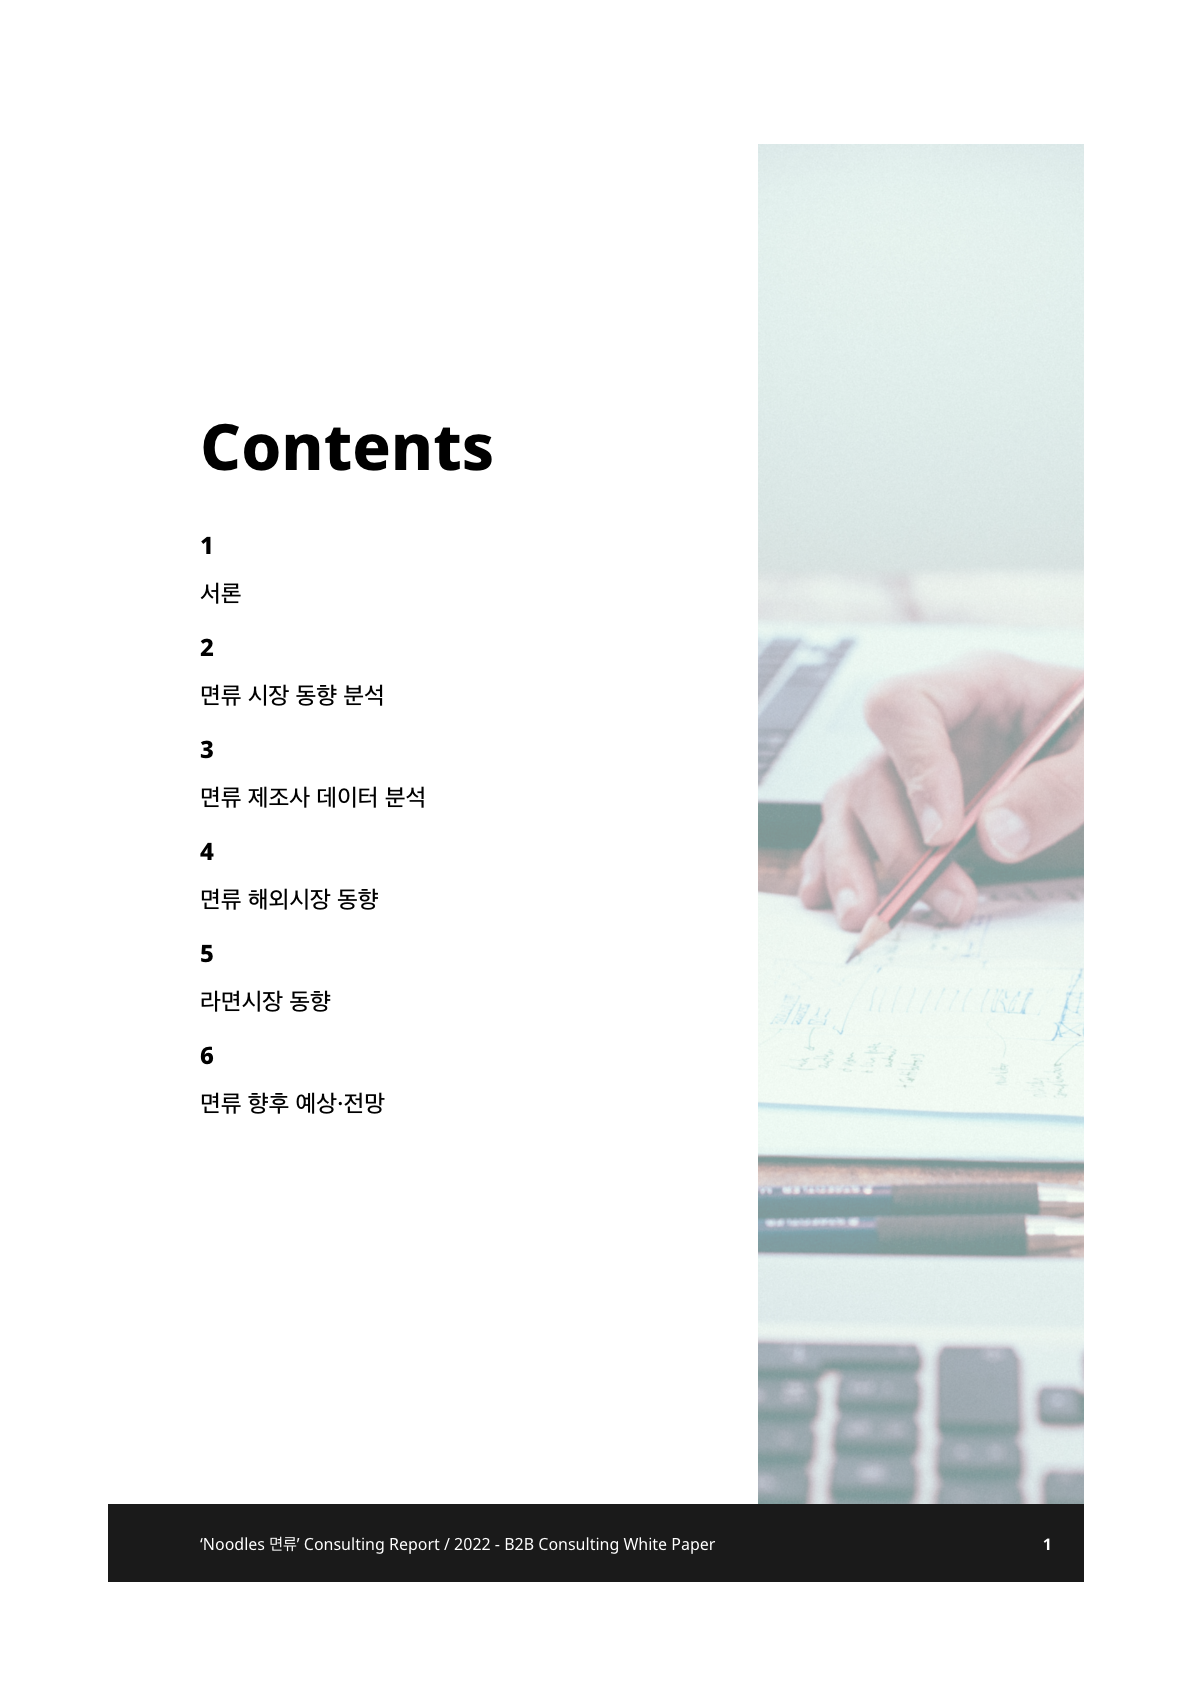 Contents
1
서론
2
면류 시장 동향 분석
3
면류 제조사 데이터 분석
4
면류 해외시장 동향
5
라면시장 동향
6
면류 향후 예상·전망
‘Noodles 면류’ Consulting Report / 2022 - B2B Consulting White Paper
1